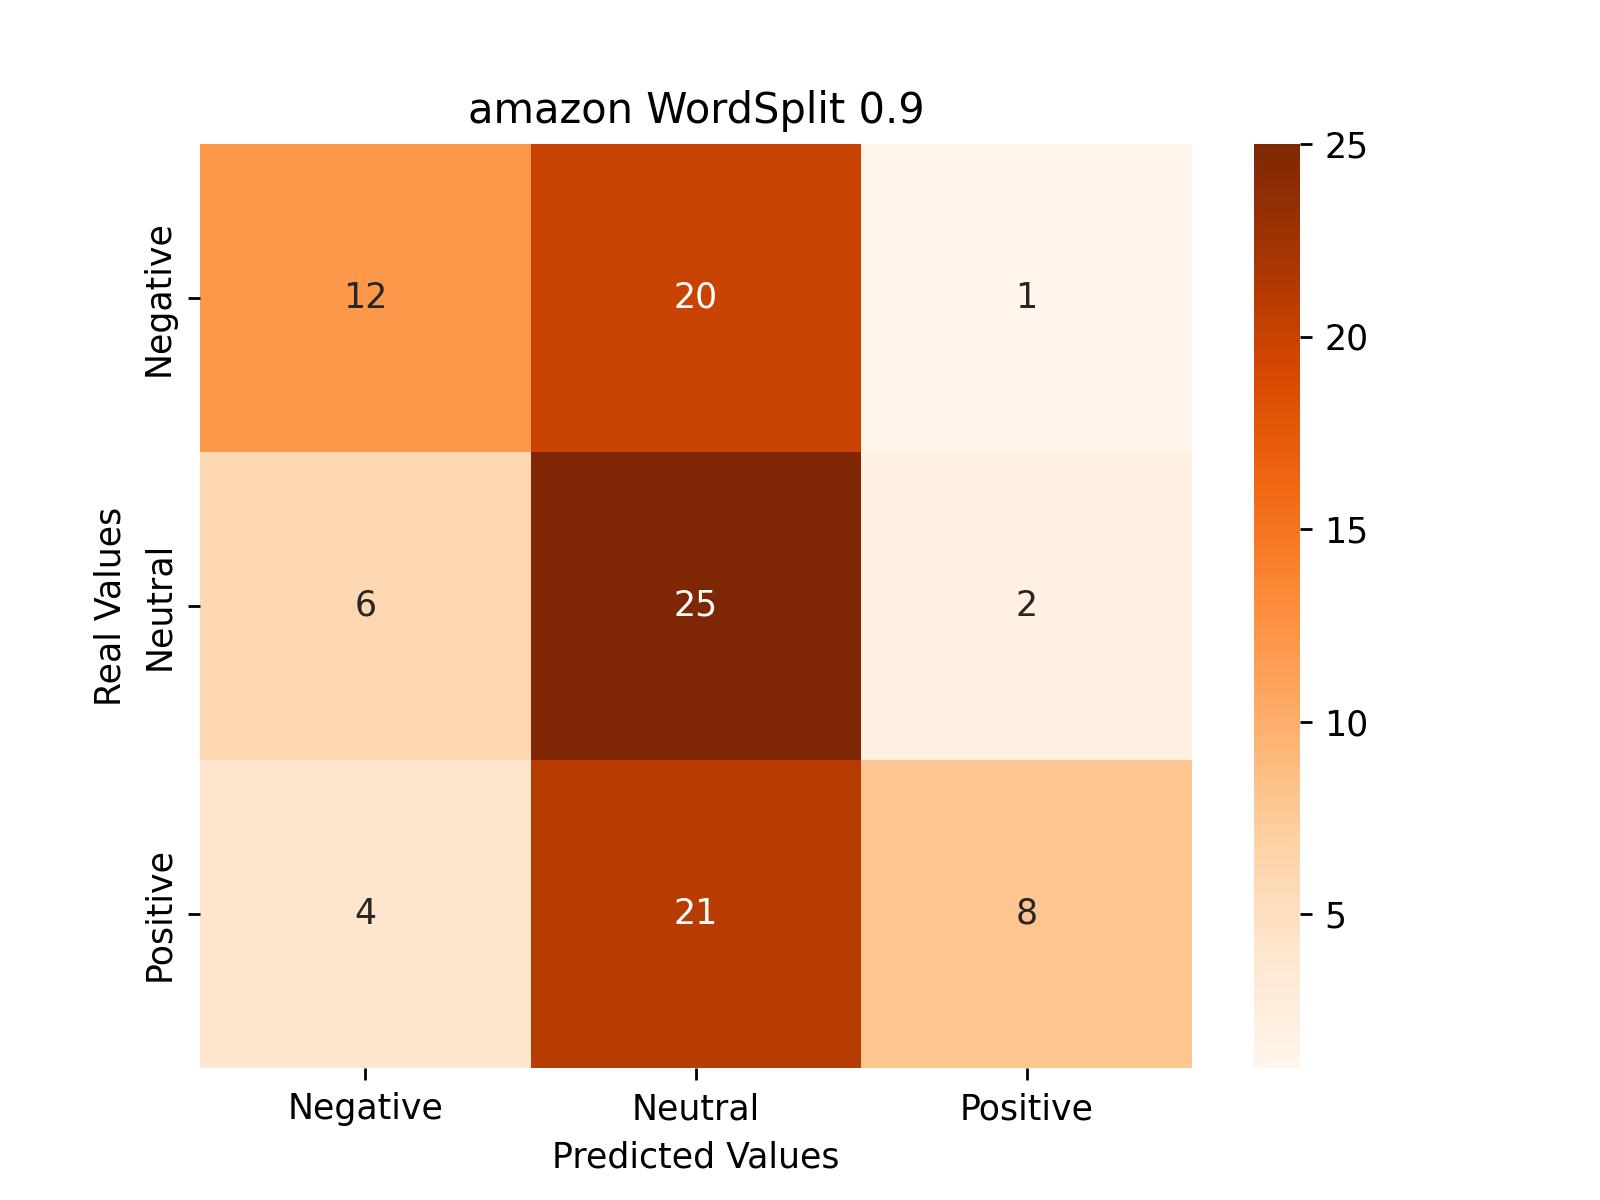 amazon WordSplit 0.9
Real Values
Negative
12
20
1
Neutral
6
25
2
Positive
4
21
8
Negative
Neutral
Positive
Predicted Values
25
20
15
10
5